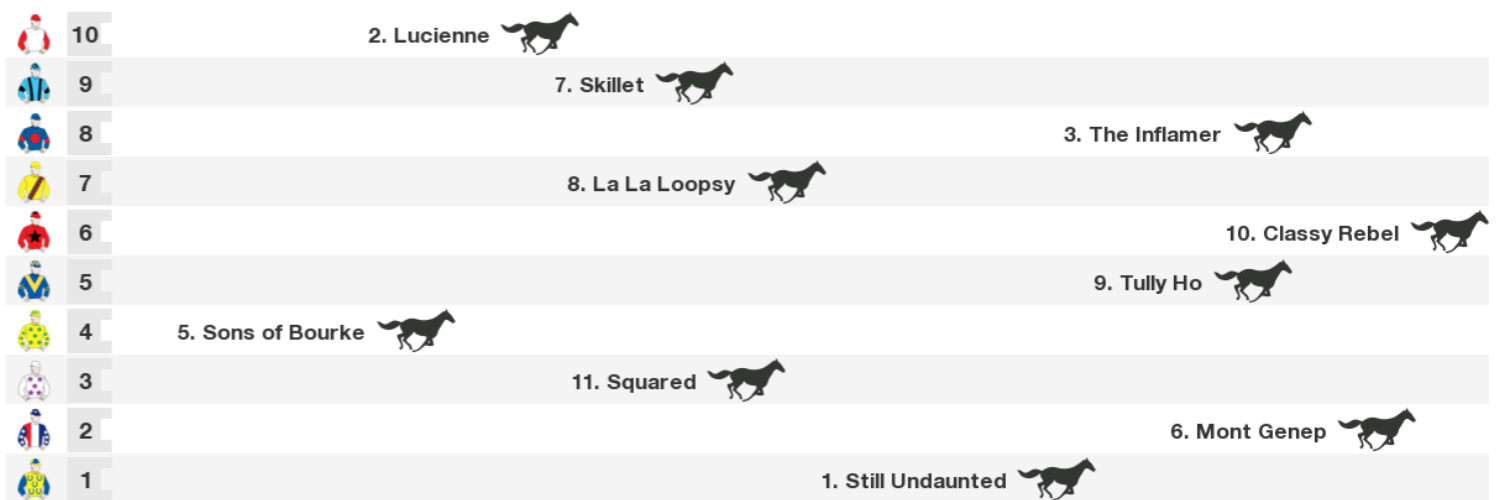 10 2. Lucienne
9 7. Skillet
8 3. The Inflamer
7 8. La La Loopsy
6 10. Classy Rebel
5 9. Tully Ho
4 5. Sons of Bourke
3 11. Squared
2 6. Mont Genep
1 1. Still Undaunted